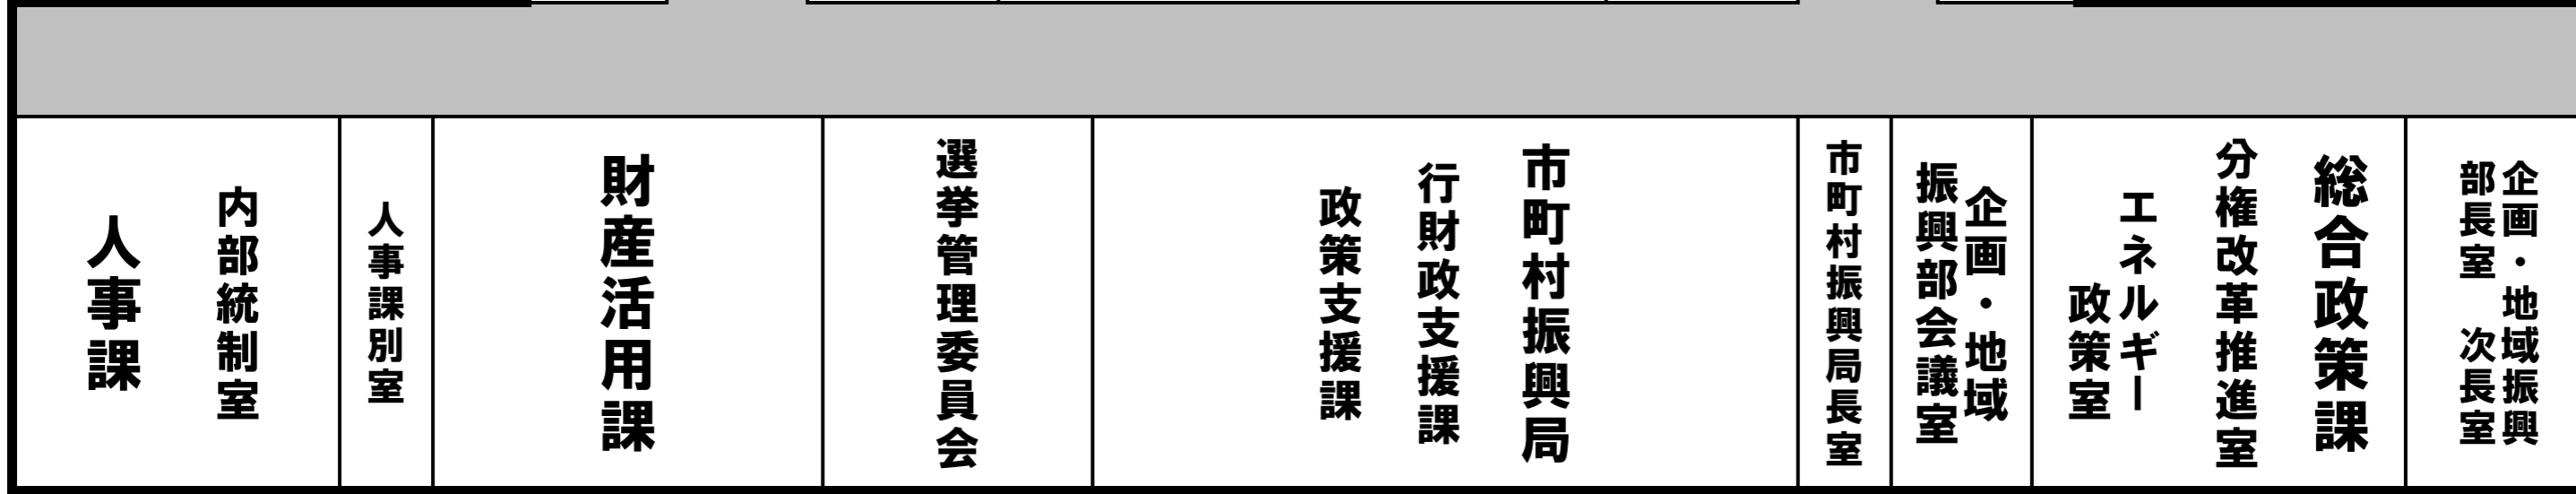 企画・地域振興
部長室　次長室
総合政策課
分権改革推進室
エネルギー
政策室
企画・地域
振興部会議室
市町村振興局長室
市町村振興局
行財政支援課
政策支援課
選挙管理委員会
財産活用課
人事課別室
内部統制室
人事課